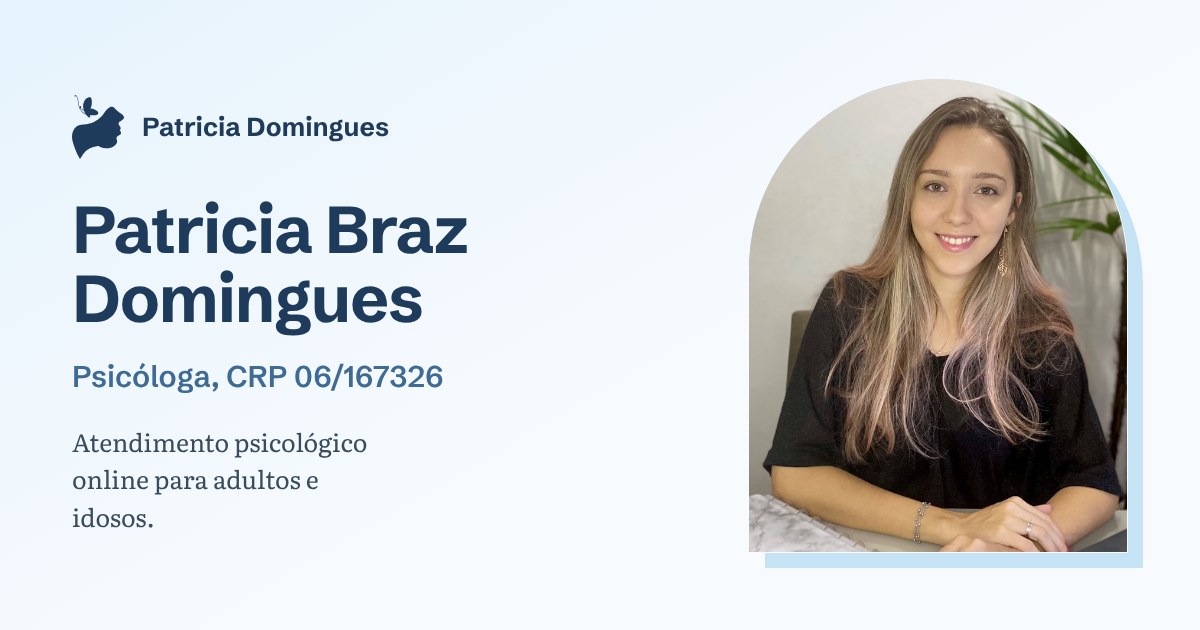 Patricia Domingues
Patricia Braz
Domingues
Psicóloga, CRP 06/167326
Atendimento psicológico
online para adultos e
idosos.